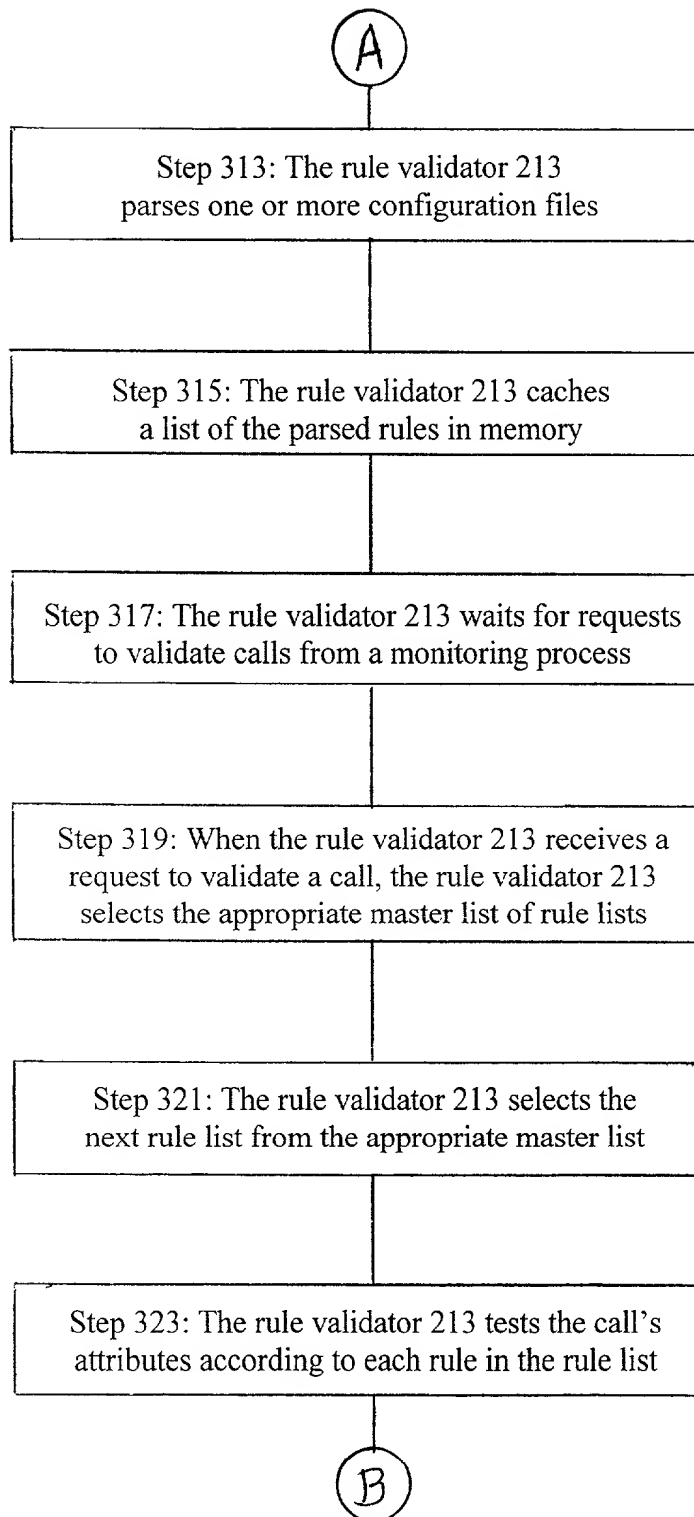 A
Step 313: The rule validator 213
parses one or more configuration files
Step 315: The rule validator 213 caches
a list of the parsed rules in memory
Step 317: The rule validator 213 waits for requests
to validate calls from a monitoring process
Step 319: When the rule validator 213 receives a
request to validate a call, the rule validator 213
selects the appropriate master list of rule lists
Step 321: The rule validator 213 selects the
next rule list from the appropriate master list
Step 323: The rule validator 213 tests the call's
attributes according to each rule in the rule list
B